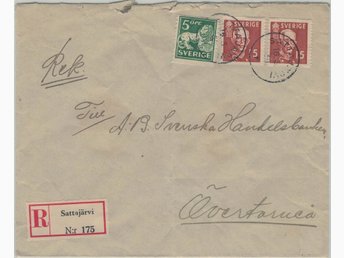 5 ÖRE
SVERIGE
SVERIGE
15
SVERIGE
15
Rek.
Till
A.B. Svenska Handelsbanken
Övertorneå
R
Sattajärvi
Nr 175